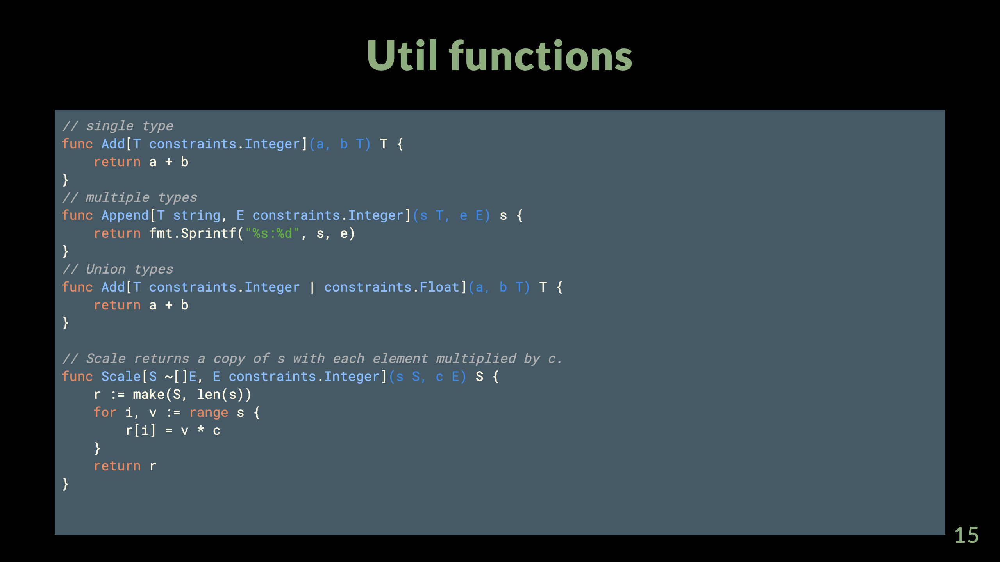 Util functions
// single type
func Add[T constraints.Integer](a, b T) T {
    return a + b
}
// multiple types
func Append[T string, E constraints.Integer](s T, e E) s {
    return fmt.Sprintf("%s:%d", s, e)
}
// Union types
func Add[T constraints.Integer | constraints.Float](a, b T) T {
    return a + b
}
// Scale returns a copy of s with each element multiplied by c.
func Scale[S ~[]E, E constraints.Integer](s S, c E) S {
    r := make(S, len(s))
    for i, v := range s {
        r[i] = v * c
    }
    return r
}
15